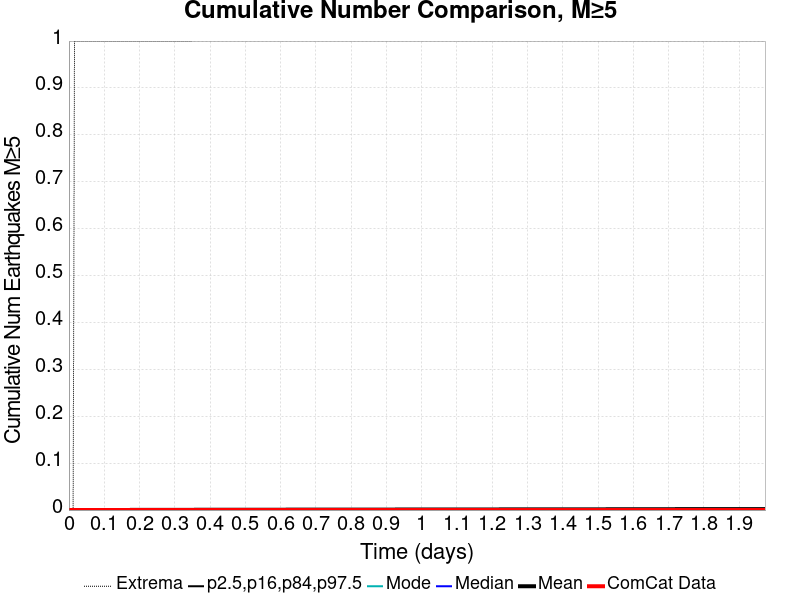 Cumulative Number Comparison, M≥5
Cumulative Num Earthquakes M≥5
1
0.9
0.8
0.7
0.6
0.5
0.4
0.3
0.2
0.1
0
0 0.1 0.2 0.3 0.4 0.5 0.6 0.7 0.8 0.9 1 1.1 1.2 1.3 1.4 1.5 1.6 1.7 1.8 1.9
Time (days)
Extrema p2.5,p16,p84,p97.5 Mode Median Mean ComCat Data